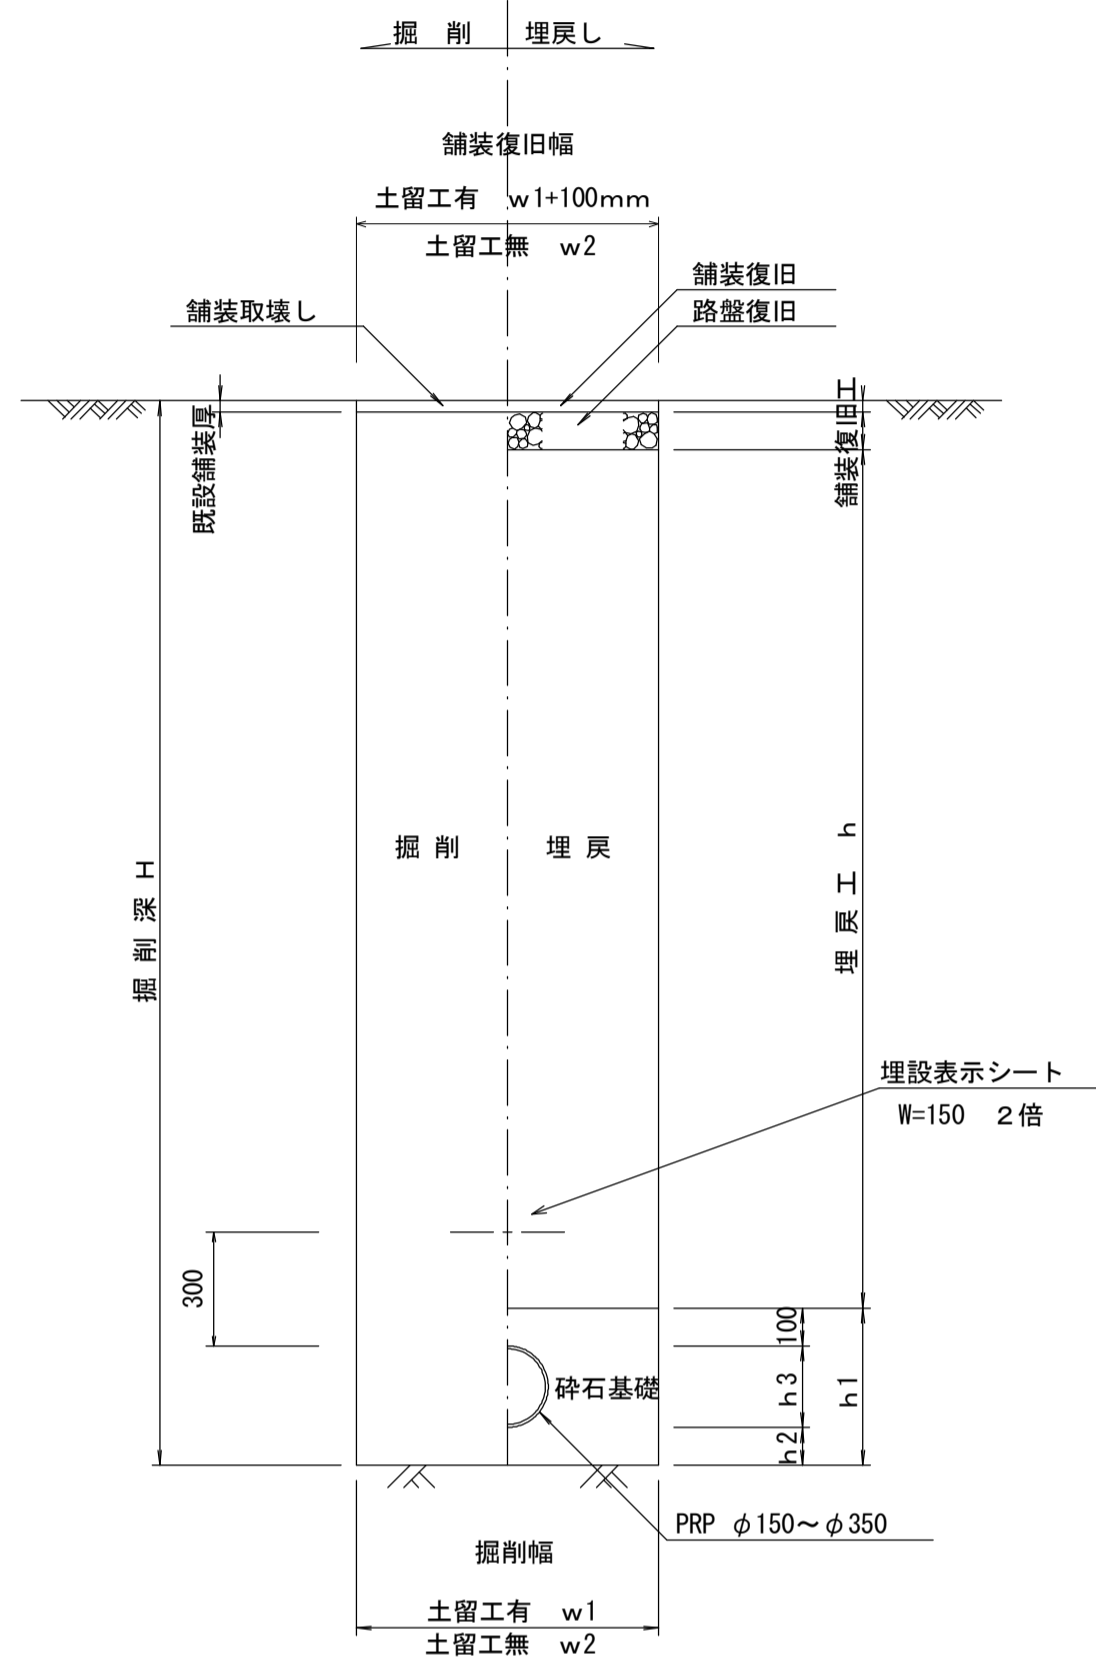 掘　削　埋戻し
舗装復旧幅
土留工有　ｗ1+100mm
土留工無　ｗ2
舗装復旧
舗装取壊し
路盤復旧
既設舗装厚
舗装復旧工
掘削　埋戻
掘削深 H
埋戻工 h
埋設表示シート
W=150　２倍
300
100
砕石基礎
h3
h1
h2
PRP φ150～φ350
掘削幅
土留工有　ｗ1
土留工無　ｗ2